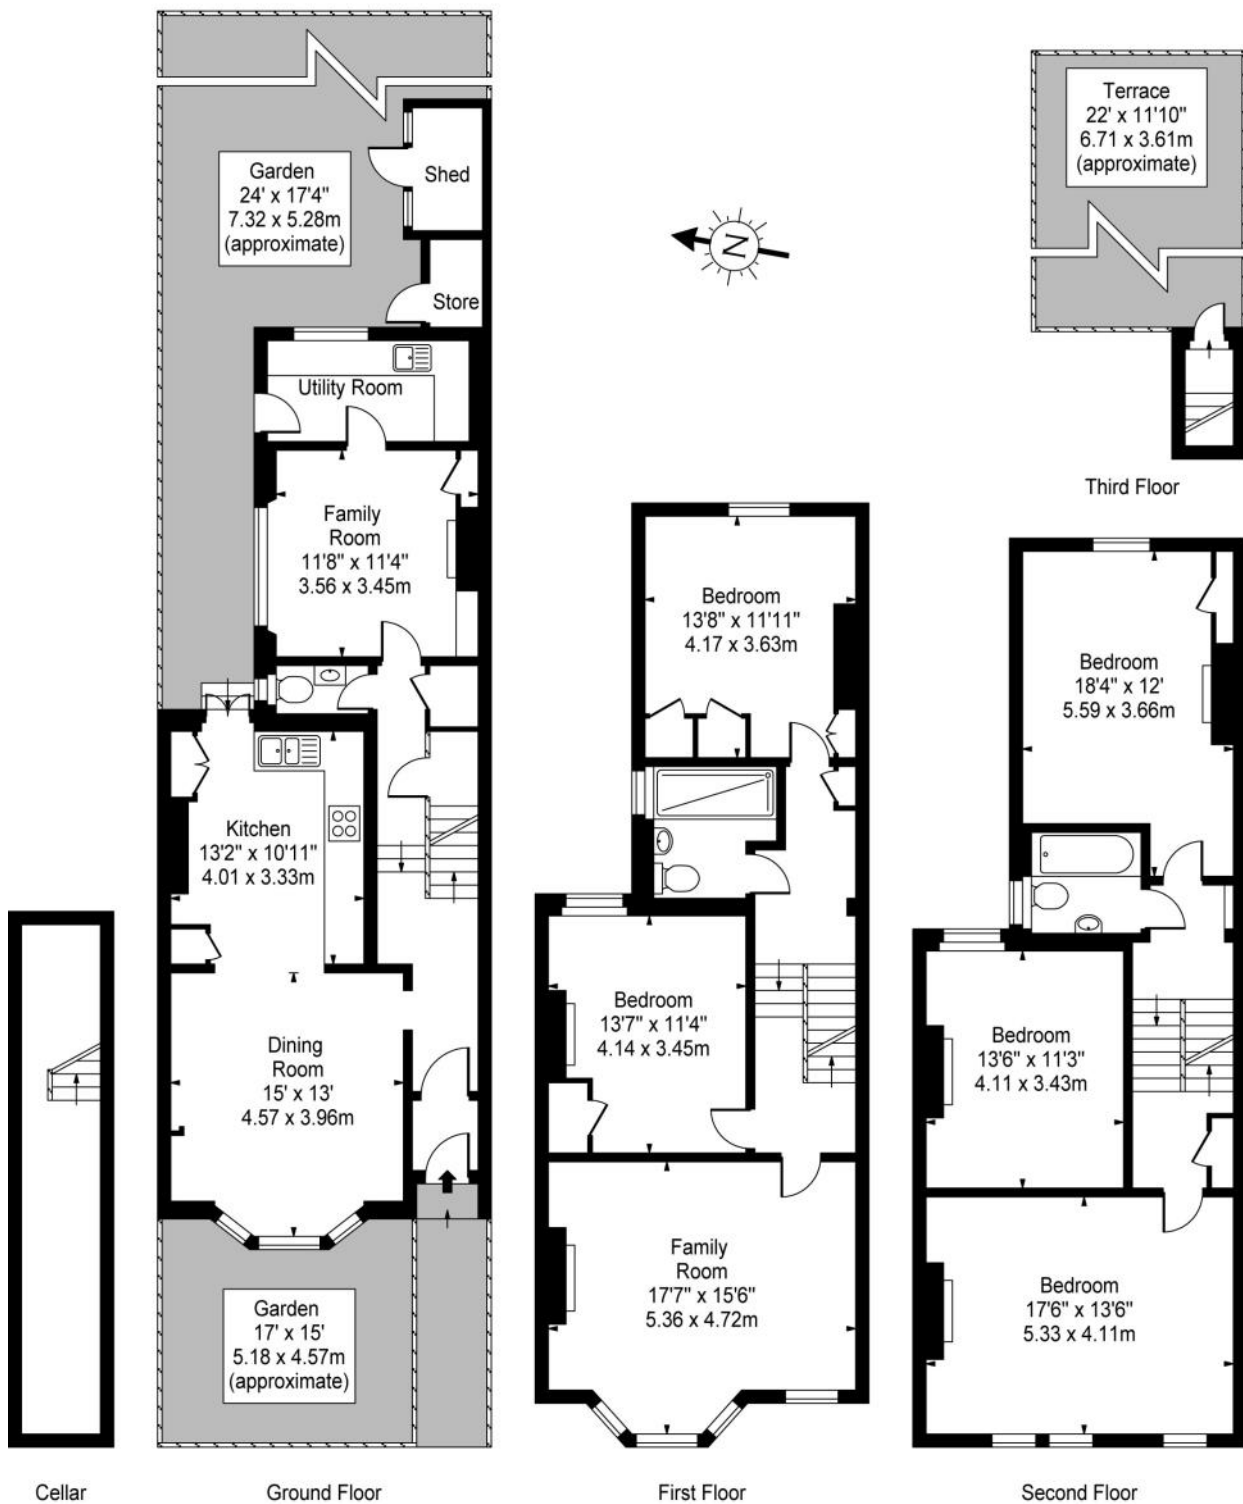 Garden
24' x 17'4"
7.32 x 5.28m
(approximate)
Shed
Store
Utility Room
Family
Room
11'8" x 11'4"
3.56 x 3.45m
Kitchen
13'2" x 10'11"
4.01 x 3.33m
Dining
Room
15' x 13'
4.57 x 3.96m
Garden
17' x 15'
5.18 x 4.57m
(approximate)
N
Terrace
22' x 11'10"
6.71 x 3.61m
(approximate)
Third Floor
Bedroom
13'8" x 11'11"
4.17 x 3.63m
Bedroom
13'7" x 11'4"
4.14 x 3.45m
Family
Room
17'7" x 15'6"
5.36 x 4.72m
Bedroom
18'4" x 12'
5.59 x 3.66m
Bedroom
13'6" x 11'3"
4.11 x 3.43m
Bedroom
17'6" x 13'6"
5.33 x 4.11m
Cellar
Ground Floor
First Floor
Second Floor